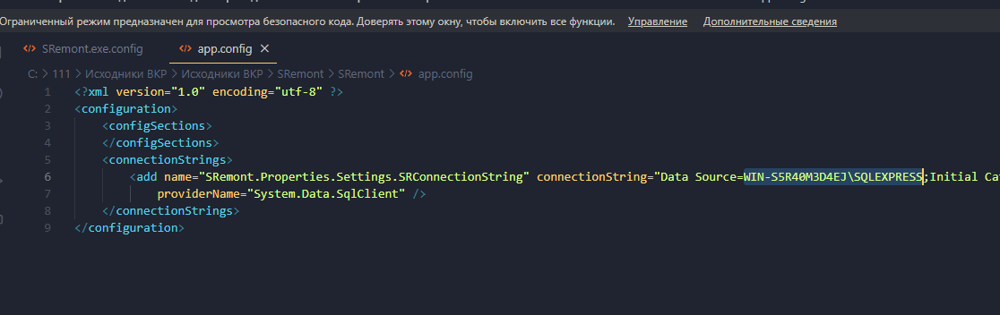 Ограниченный режим предназначен для просмотра безопасного кода. Доверять этому окну, чтобы включить все функции. Управление Дополнительные сведения
SRemont.exe.config app.config
C: > 111 > Исходники ВКР > Исходники ВКР > SRemont > SRemont > app.config
1 <?xml version="1.0" encoding="utf-8" ?>
2 <configuration>
3 <configSections>
4 </configSections>
5 <connectionStrings>
6 <add name="SRemont.Properties.Settings.SRConnectionString" connectionString="Data Source=WIN-S5R40M3D4EJ\SQLEXPRESS;Initial Cat
7 providerName="System.Data.SqlClient" />
8 </connectionStrings>
9 </configuration>